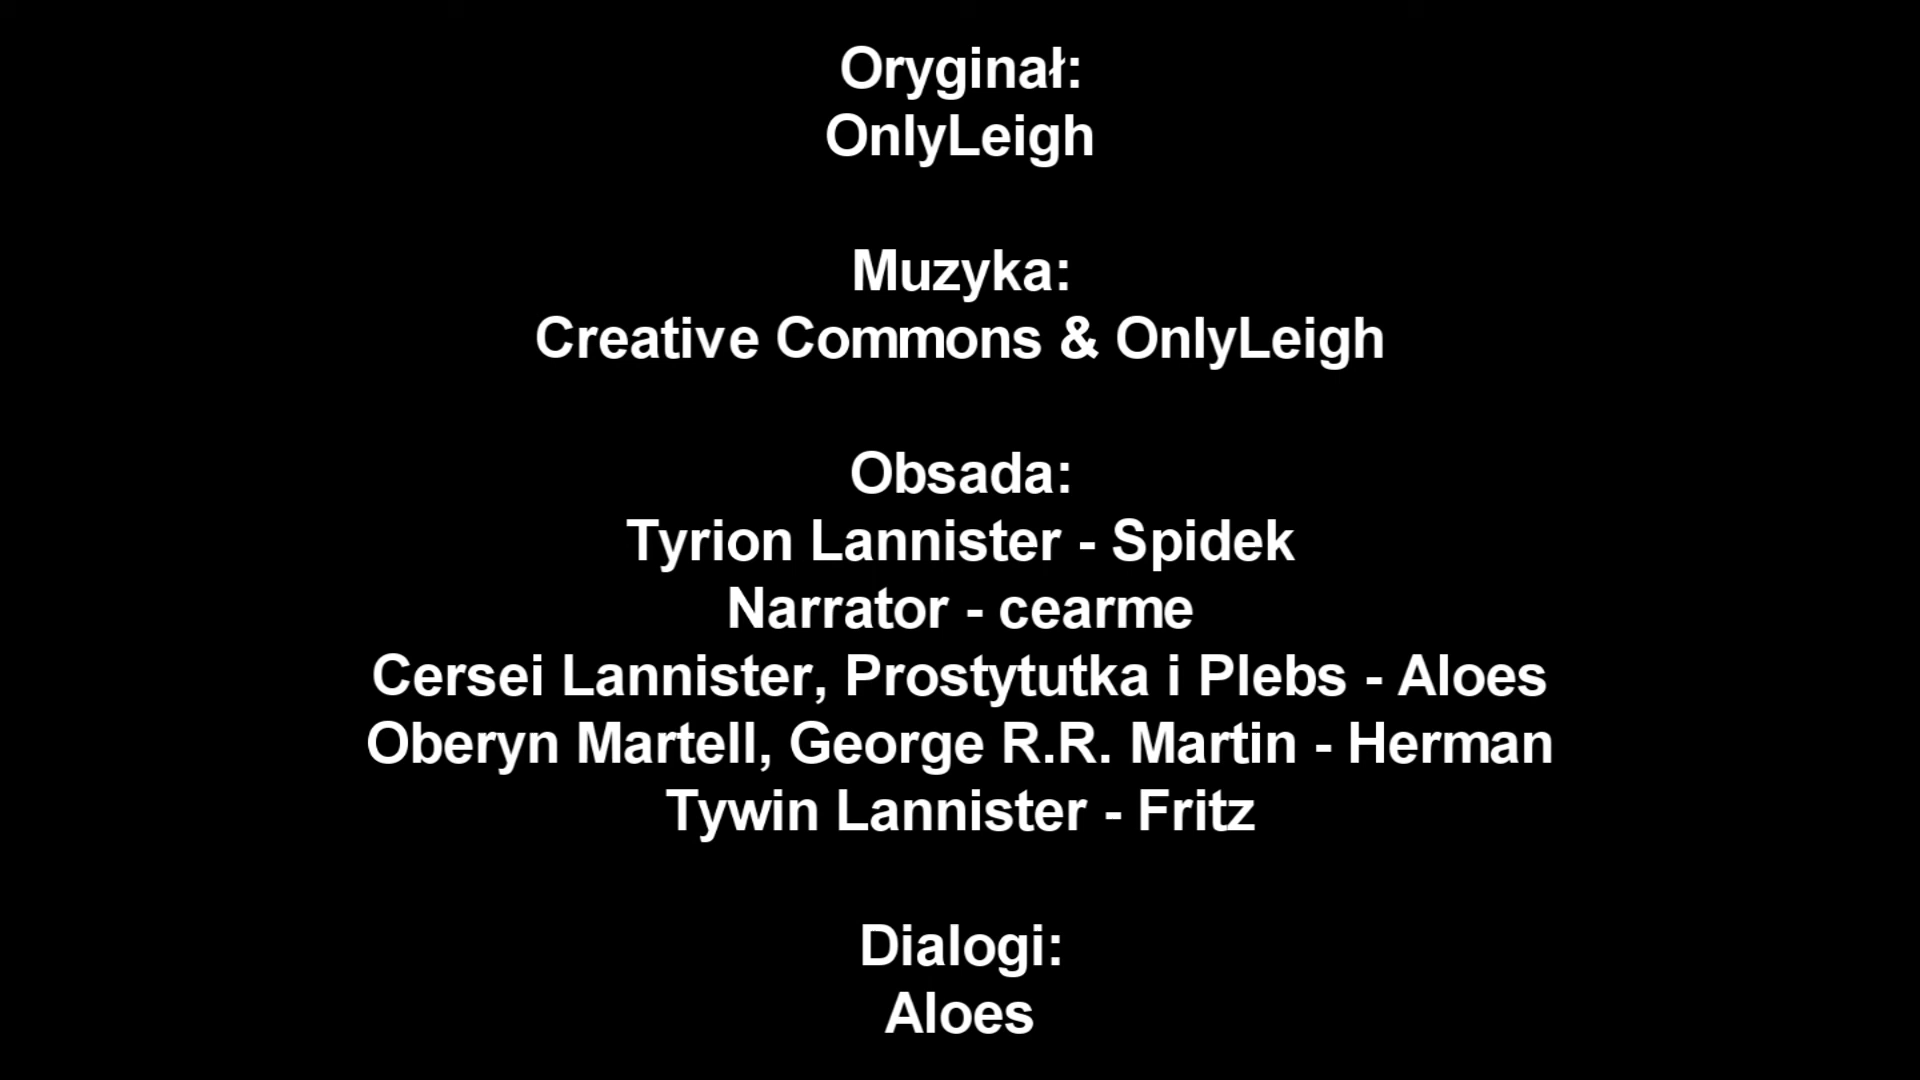 Oryginał:
OnlyLeigh
Muzyka:
Creative Commons & OnlyLeigh
Obsada:
Tyrion Lannister - Spidek
Narrator - cearme
Cersei Lannister, Prostytutka i Plebs - Aloes
Oberyn Martell, George R.R. Martin - Herman
Tywin Lannister - Fritz
Dialogi:
Aloes